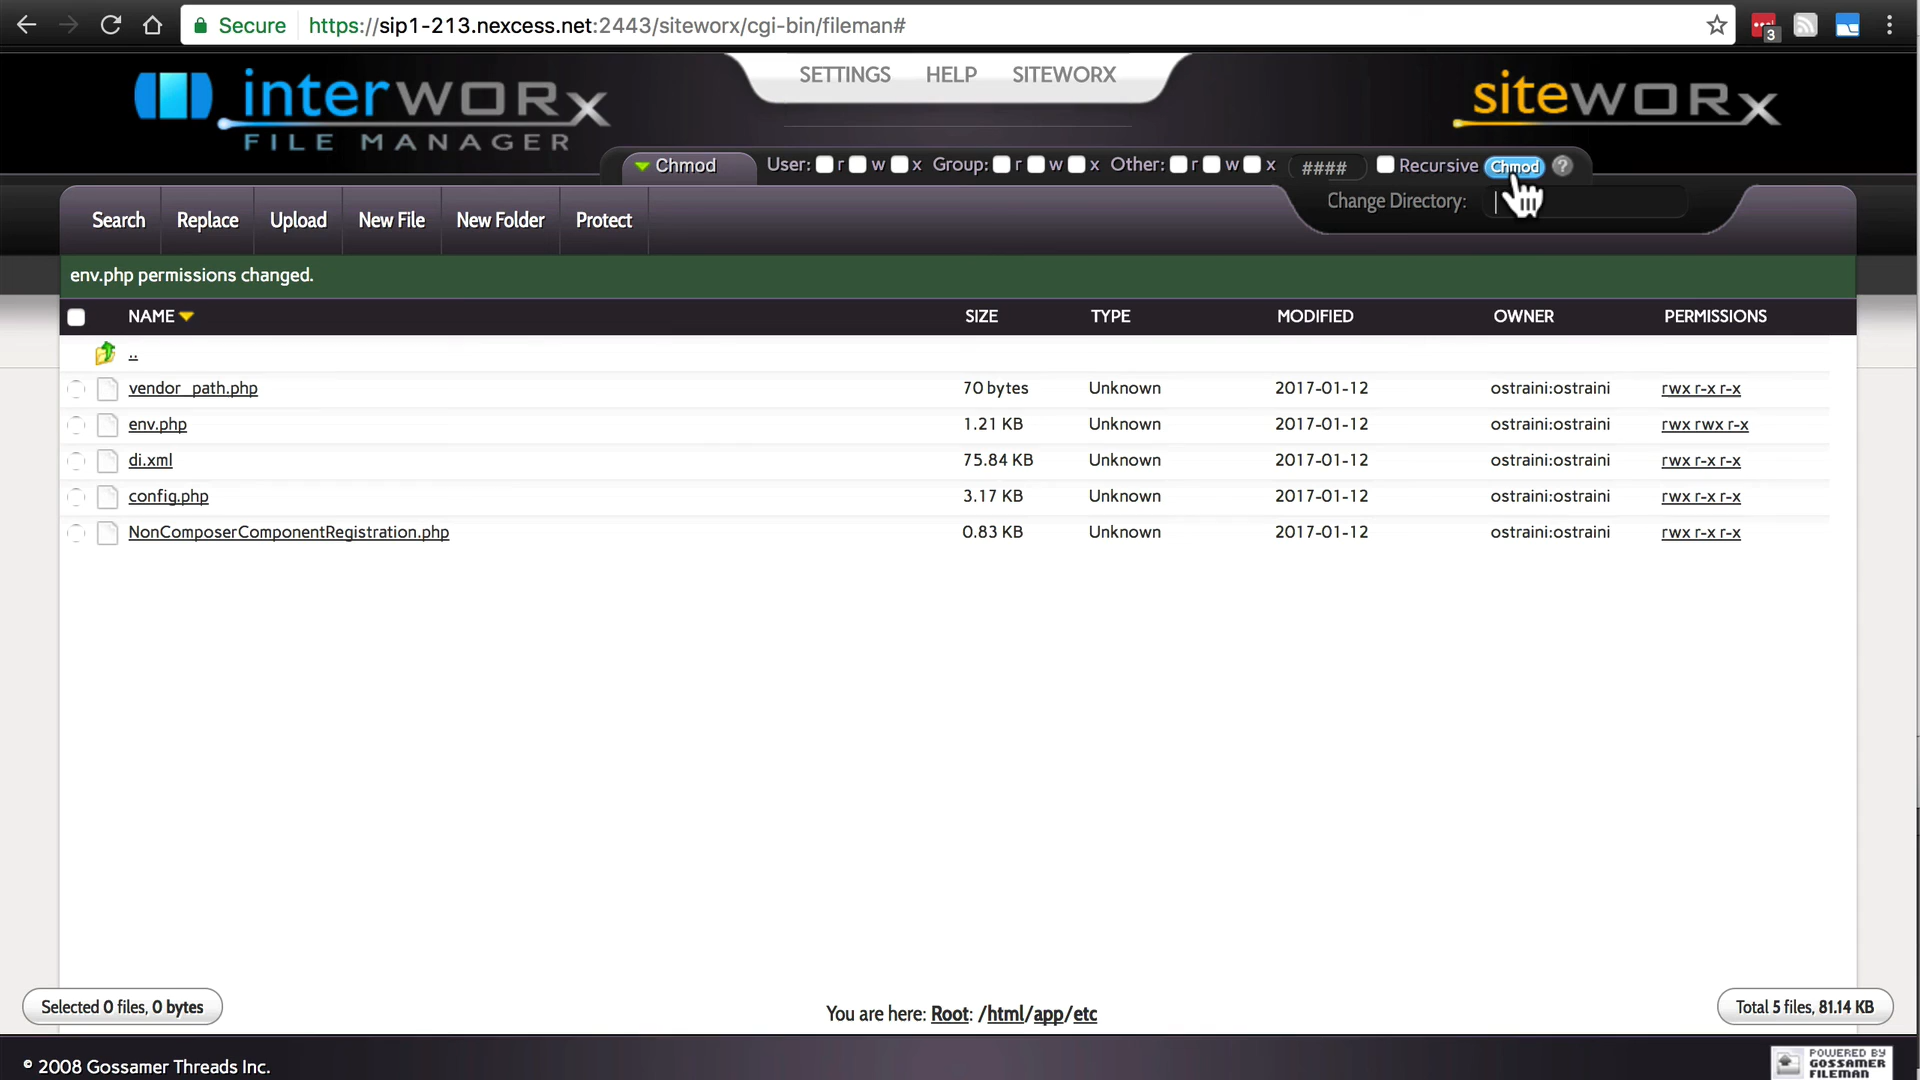 Secure https://sip1-213.nexcess.net:2443/siteworx/cgi-bin/fileman#
3
interworx
FILE MANAGER
SETTINGS HELP SITEWORX
siteworx
Chmod User: r w x Group: r w x Other: r w x #### Recursive Chmod ?
Change Directory:
Search Replace Upload New File New Folder Protect
env.php permissions changed.
NAME SIZE TYPE MODIFIED OWNER PERMISSIONS
..
vendor_path.php 70 bytes Unknown 2017-01-12 ostraini:ostraini rwx r-x r-x
env.php 1.21 KB Unknown 2017-01-12 ostraini:ostraini rwx rwx r-x
di.xml 75.84 KB Unknown 2017-01-12 ostraini:ostraini rwx r-x r-x
config.php 3.17 KB Unknown 2017-01-12 ostraini:ostraini rwx r-x r-x
NonComposerComponentRegistration.php 0.83 KB Unknown 2017-01-12 ostraini:ostraini rwx r-x r-x
Selected 0 files, 0 bytes
You are here: Root: /html/app/etc
Total 5 files, 81.14 KB
© 2008 Gossamer Threads Inc.
POWERED BY
GOSSAMER
FILEMAN